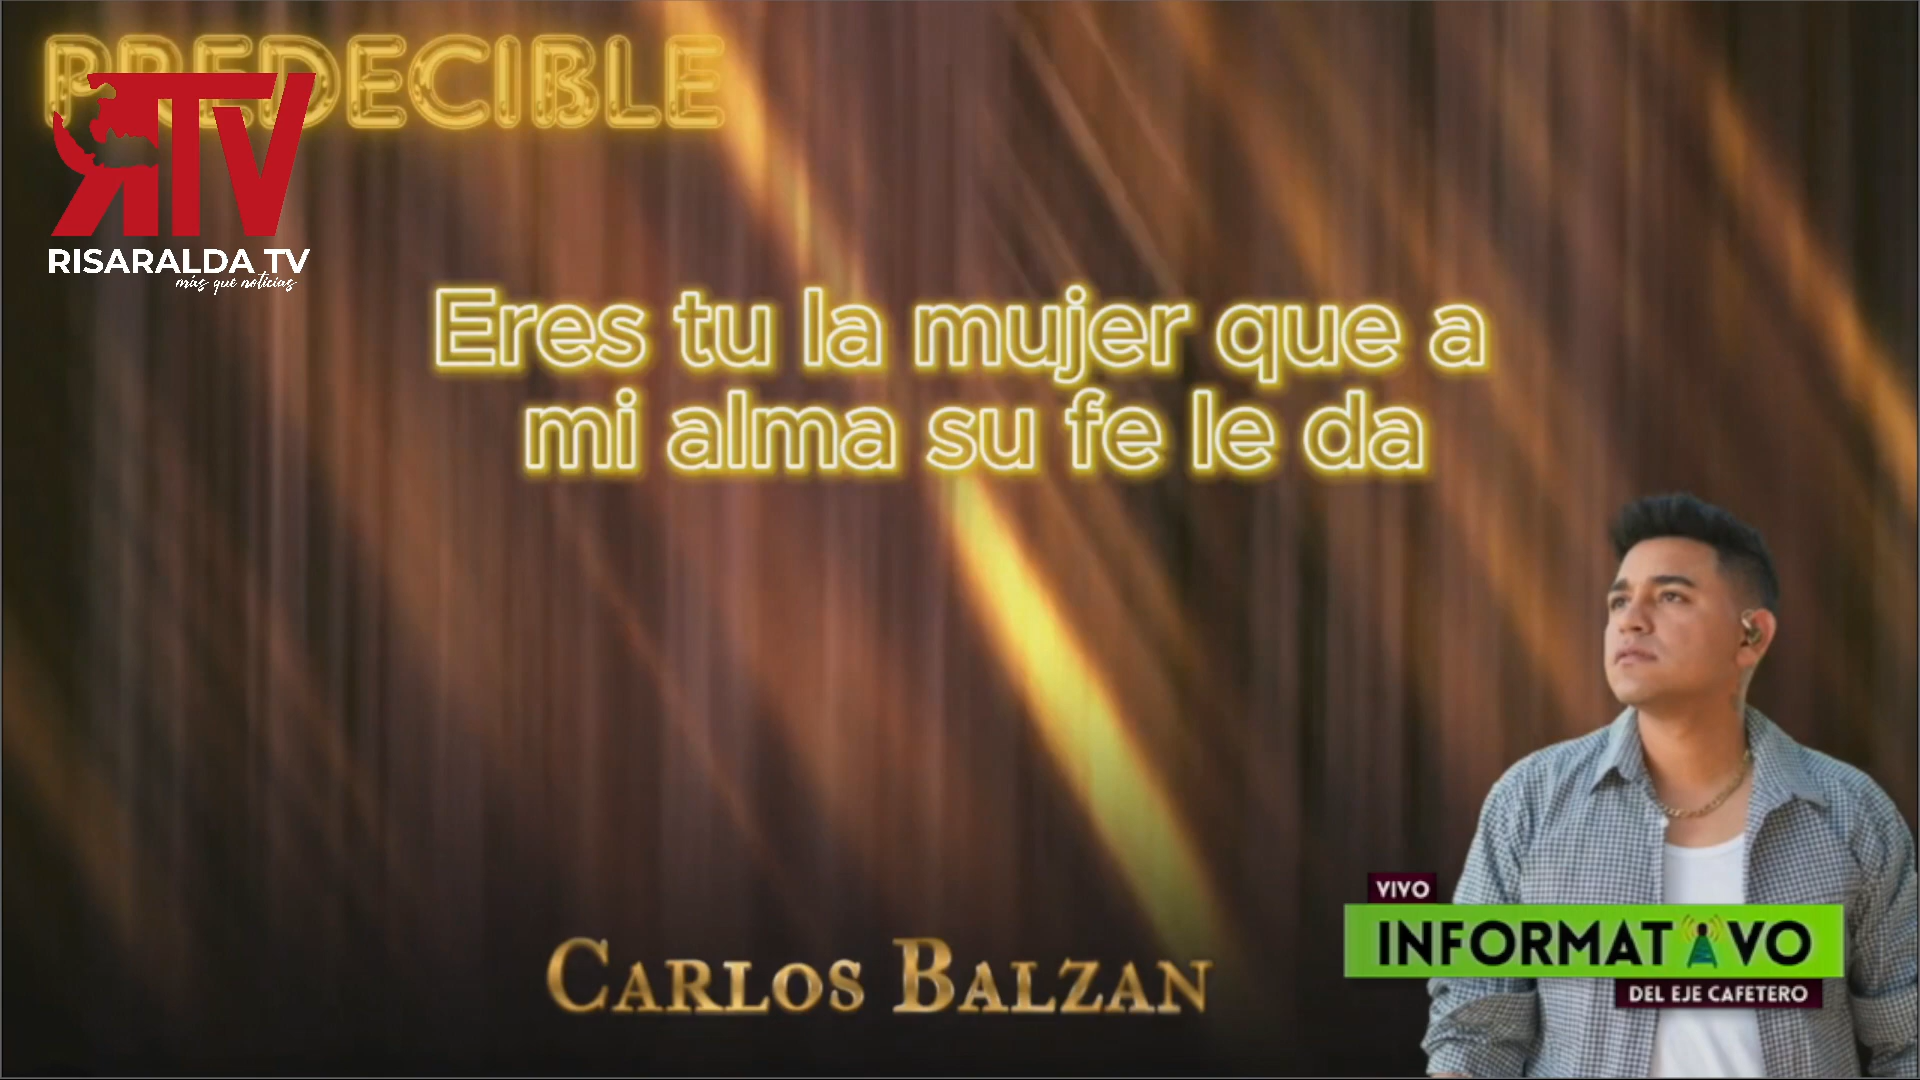 PREDECIBLE
RTV
RISARALDA TV
más que noticias
Eres tu la mujer que a
mi alma su fe le da
CARLOS BALZAN
VIVO
INFORMATIVO
DEL EJE CAFETERO